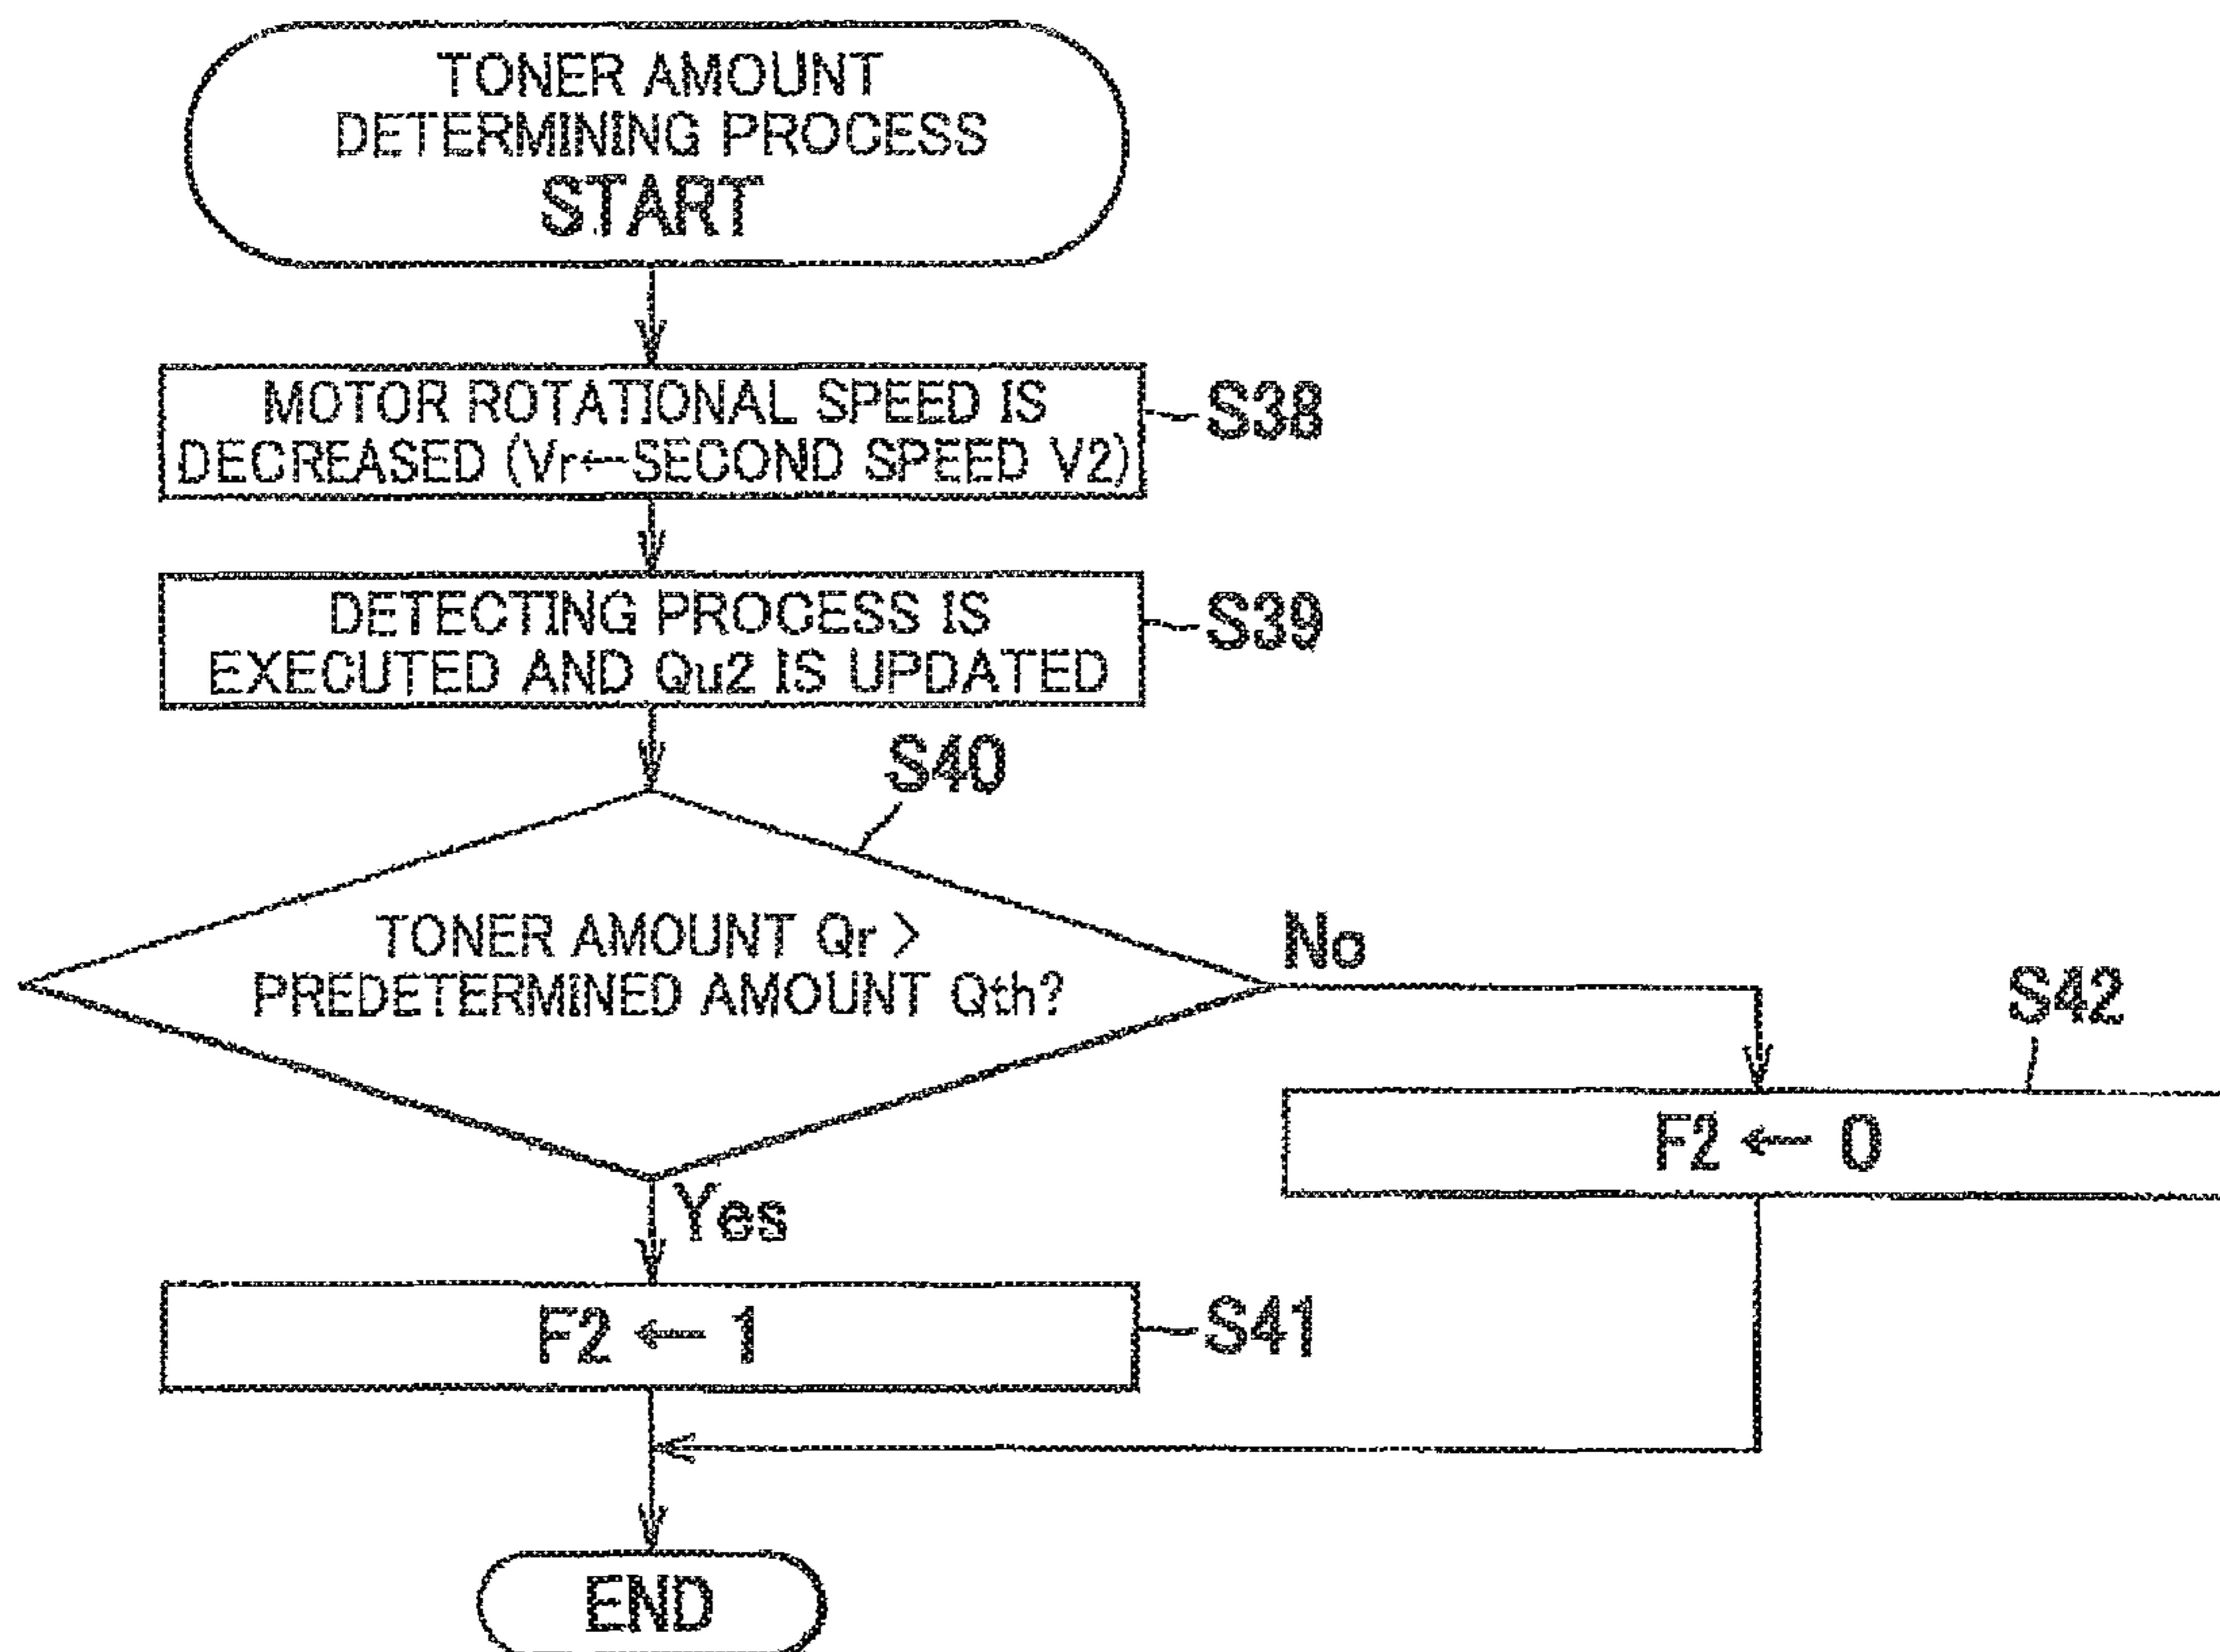 TONER AMOUNT
DETERMINING PROCESS
START
MOTOR ROTATIONAL SPEED IS
DECREASED (Vr←SECOND SPEED V2)
S38
DETECTING PROCESS IS
EXECUTED AND Qu2 IS UPDATED
S39
S40
TONER AMOUNT Qr >
PREDETERMINED AMOUNT Qth?
No
S42
F2 ← 0
Yes
F2 ← 1
S41
END